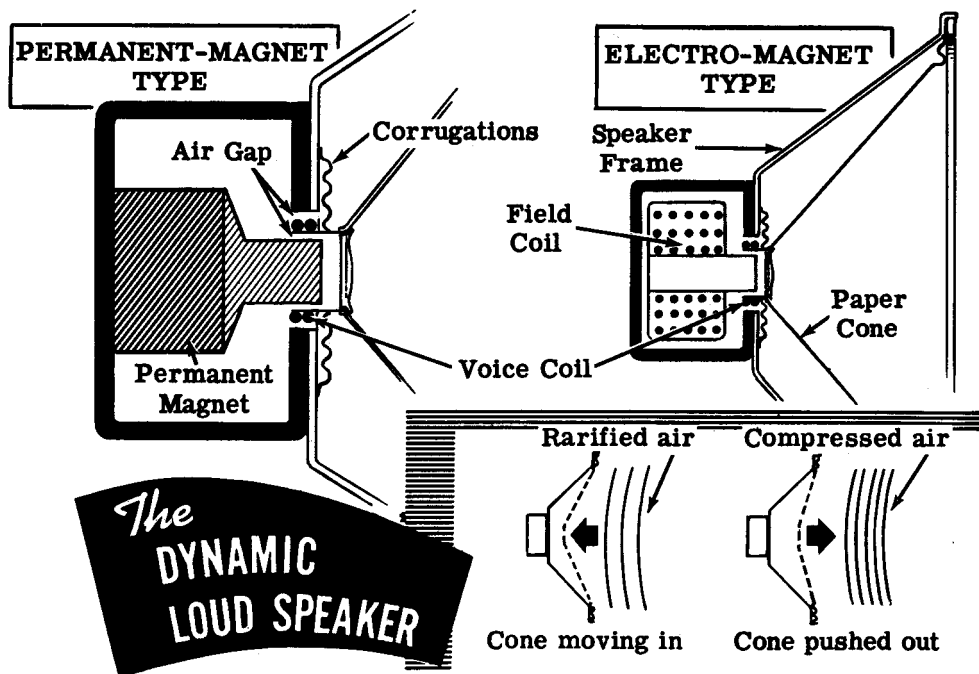 PERMANENT-MAGNET
TYPE
ELECTRO-MAGNET
TYPE
Corrugations
Air Gap
Speaker
Frame
Field
Coil
Paper
Cone
Voice Coil
Permanent
Magnet
Rarified air
Compressed air
The
DYNAMIC
LOUD SPEAKER
Cone moving in
Cone pushed out